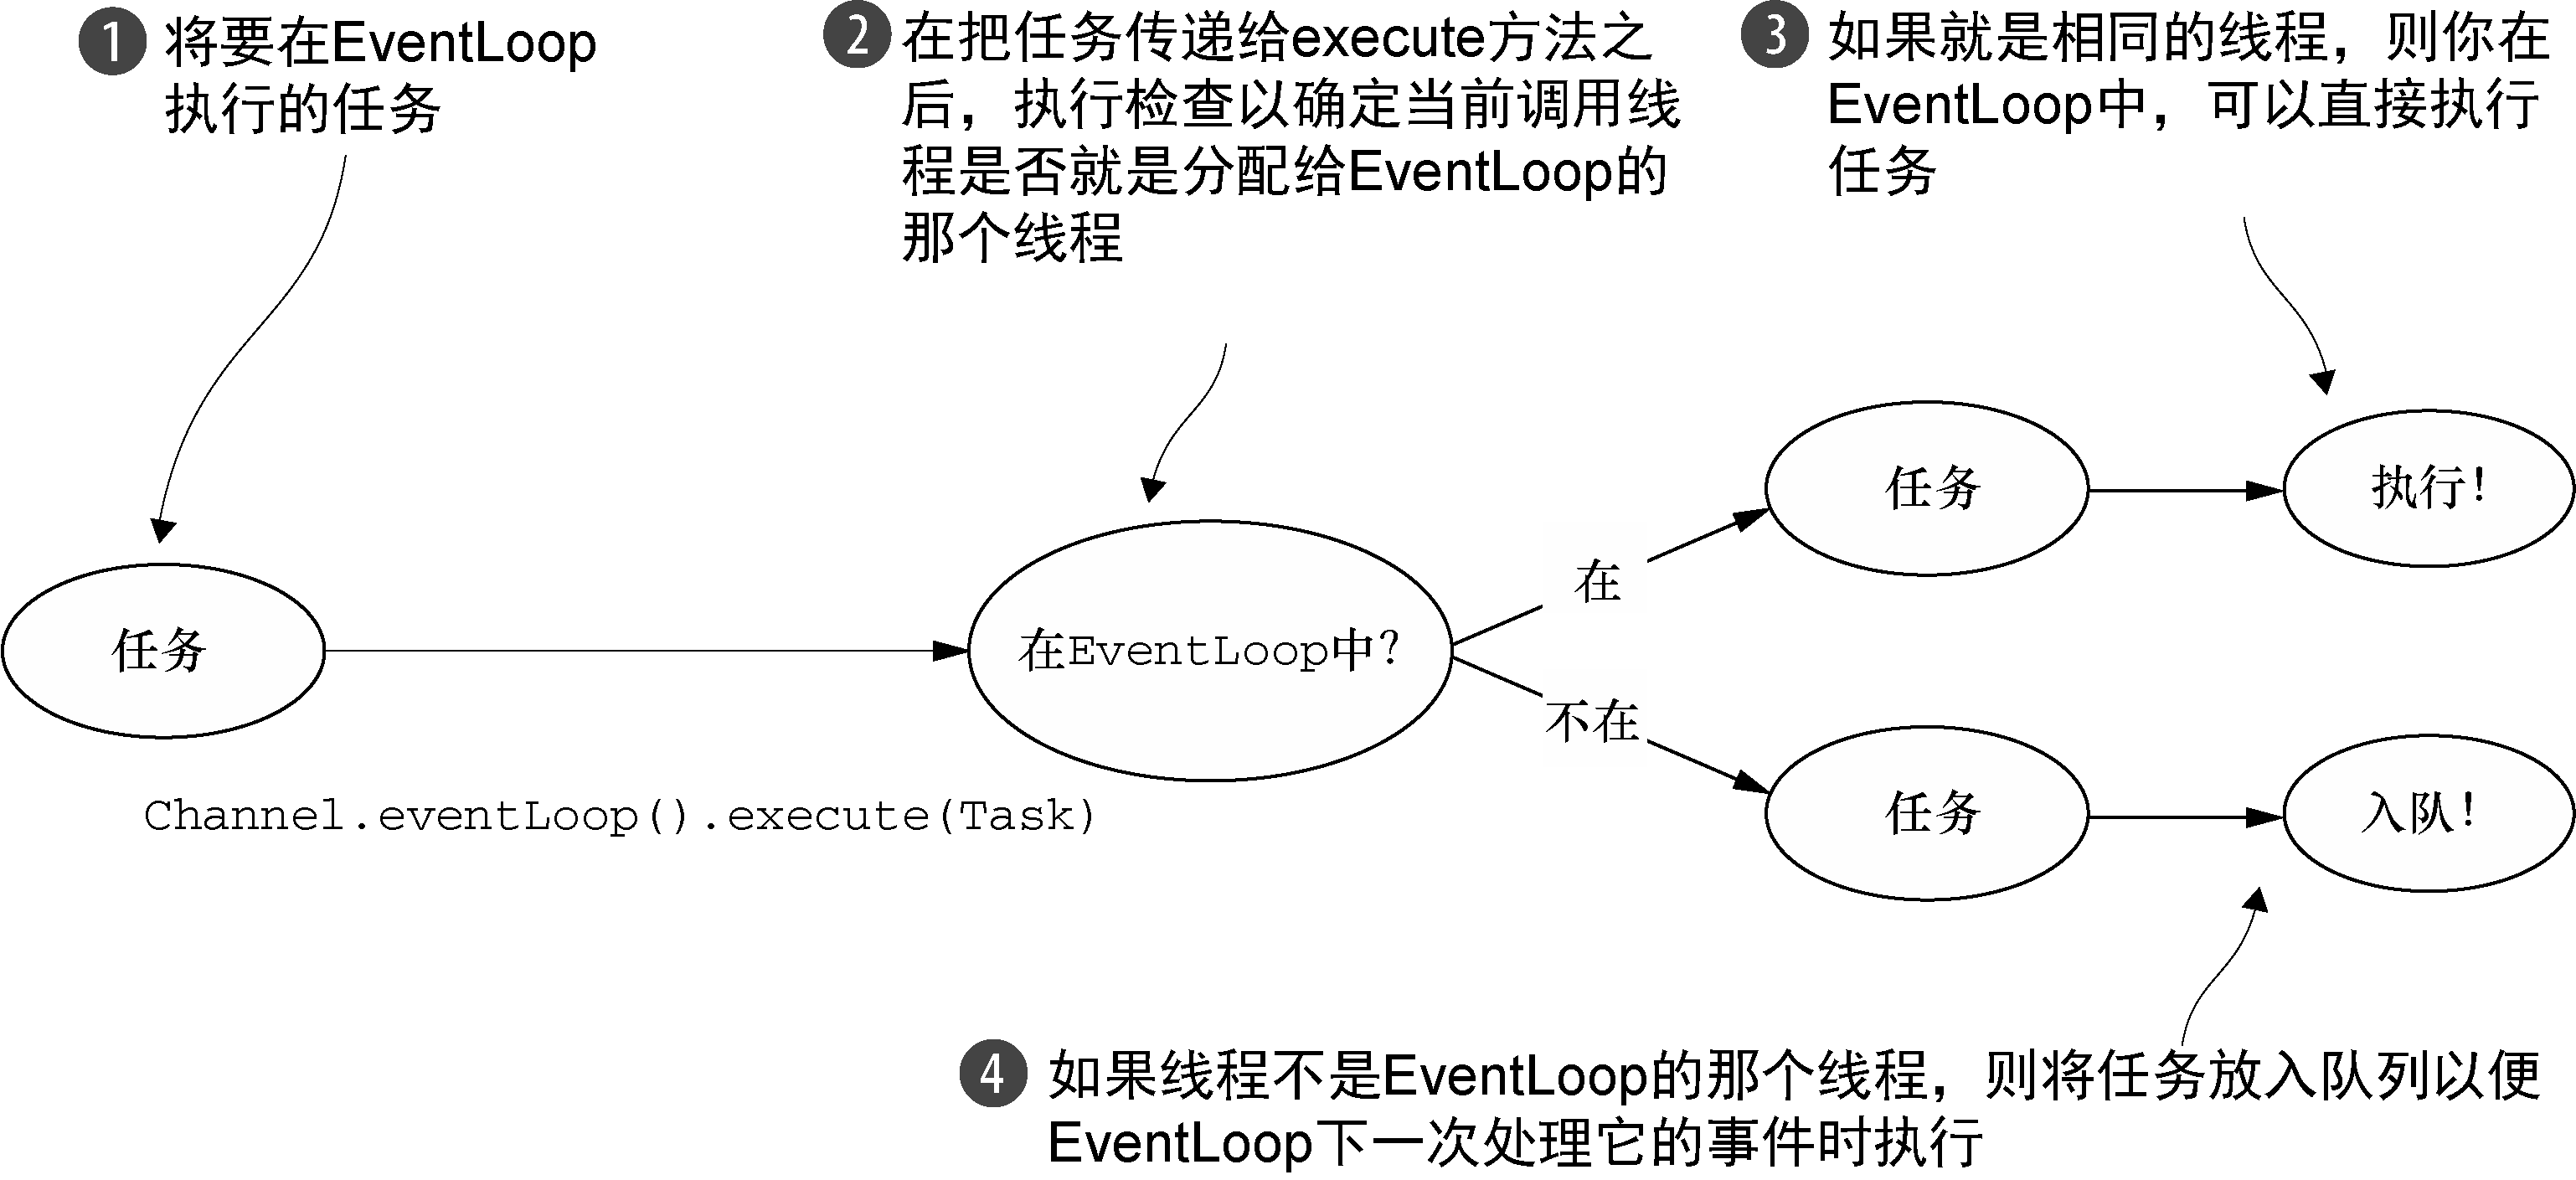 1 将要在EventLoop
执行的任务
2 在把任务传递给execute方法之
后，执行检查以确定当前调用线
程是否就是分配给EventLoop的
那个线程
3 如果就是相同的线程，则你在
EventLoop中，可以直接执行
任务
任务
Channel.eventLoop().execute(Task)
在EventLoop中？
在
任务
执行！
不在
任务
入队！
4 如果线程不是EventLoop的那个线程，则将任务放入队列以便
EventLoop下一次处理它的事件时执行